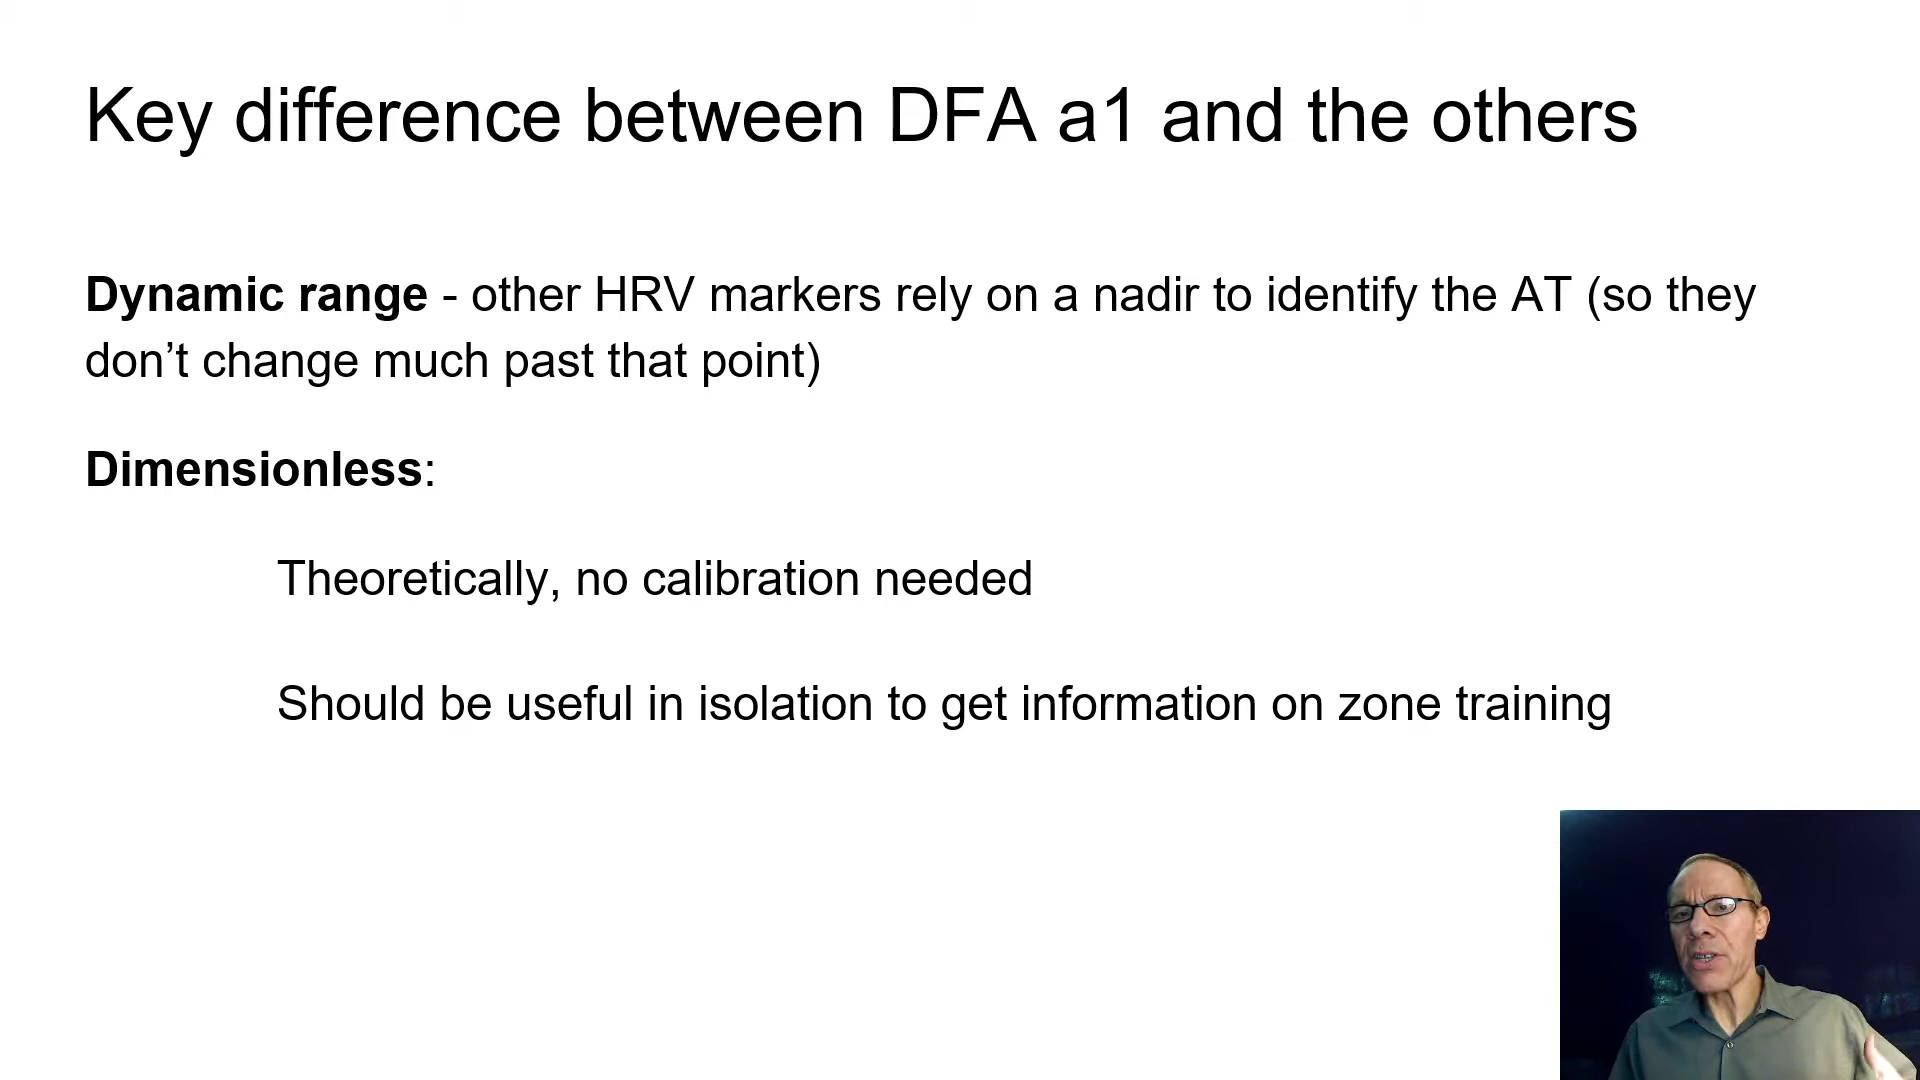 Key difference between DFA a1 and the others
Dynamic range - other HRV markers rely on a nadir to identify the AT (so they
don’t change much past that point)
Dimensionless:
Theoretically, no calibration needed
Should be useful in isolation to get information on zone training